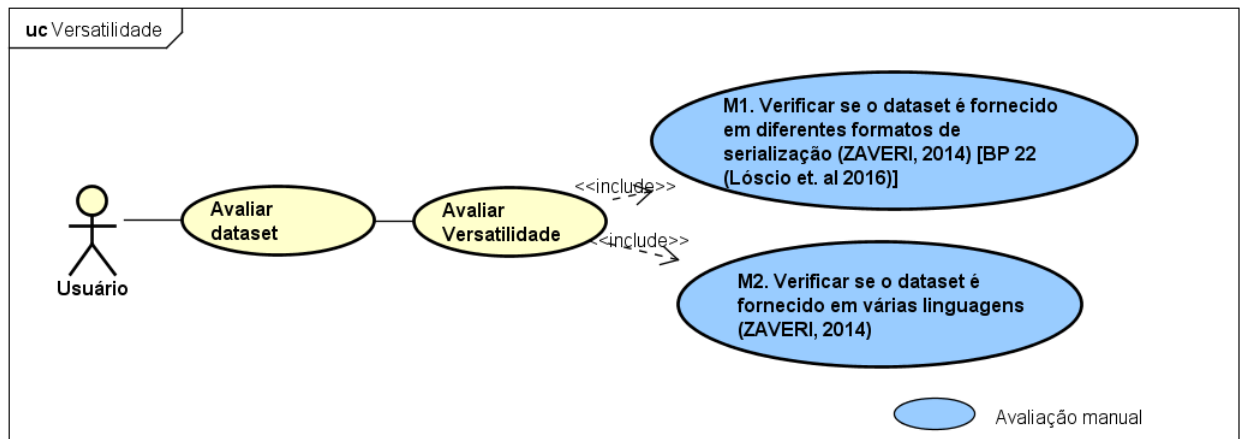 uc Versatilidade
M1. Verificar se o dataset é fornecido
em diferentes formatos de
serialização (ZAVERI, 2014) [BP 22
(Lóscio et. al 2016)]
<<include>>
Avaliar
dataset
Avaliar
Versatilidade
<<include>>
Usuário
M2. Verificar se o dataset é
fornecido em várias linguagens
(ZAVERI, 2014)
Avaliação manual